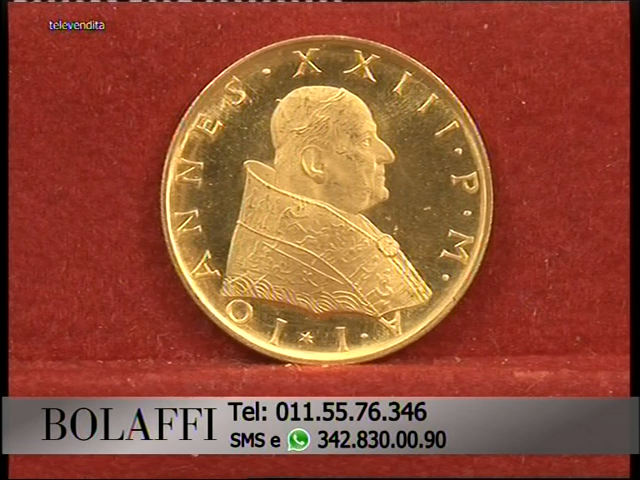 televendita
IOANNES · XXIII · P · M · A · I *
BOLAFFI
Tel: 011.55.76.346
SMS e 342.830.00.90